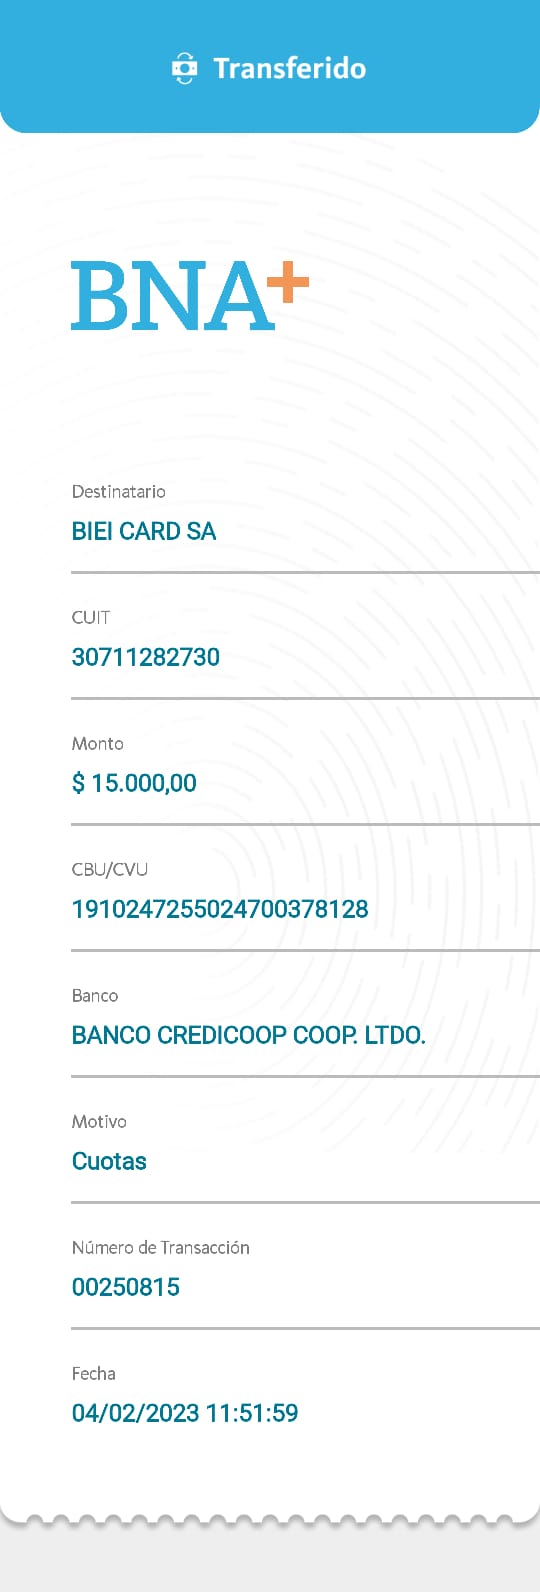 Transferido
BNA+
Destinatario
BIEI CARD SA
CUIT
30711282730
Monto
$ 15.000,00
CBU/CVU
1910247255024700378128
Banco
BANCO CREDICOOP COOP. LTDO.
Motivo
Cuotas
Número de Transacción
00250815
Fecha
04/02/2023 11:51:59